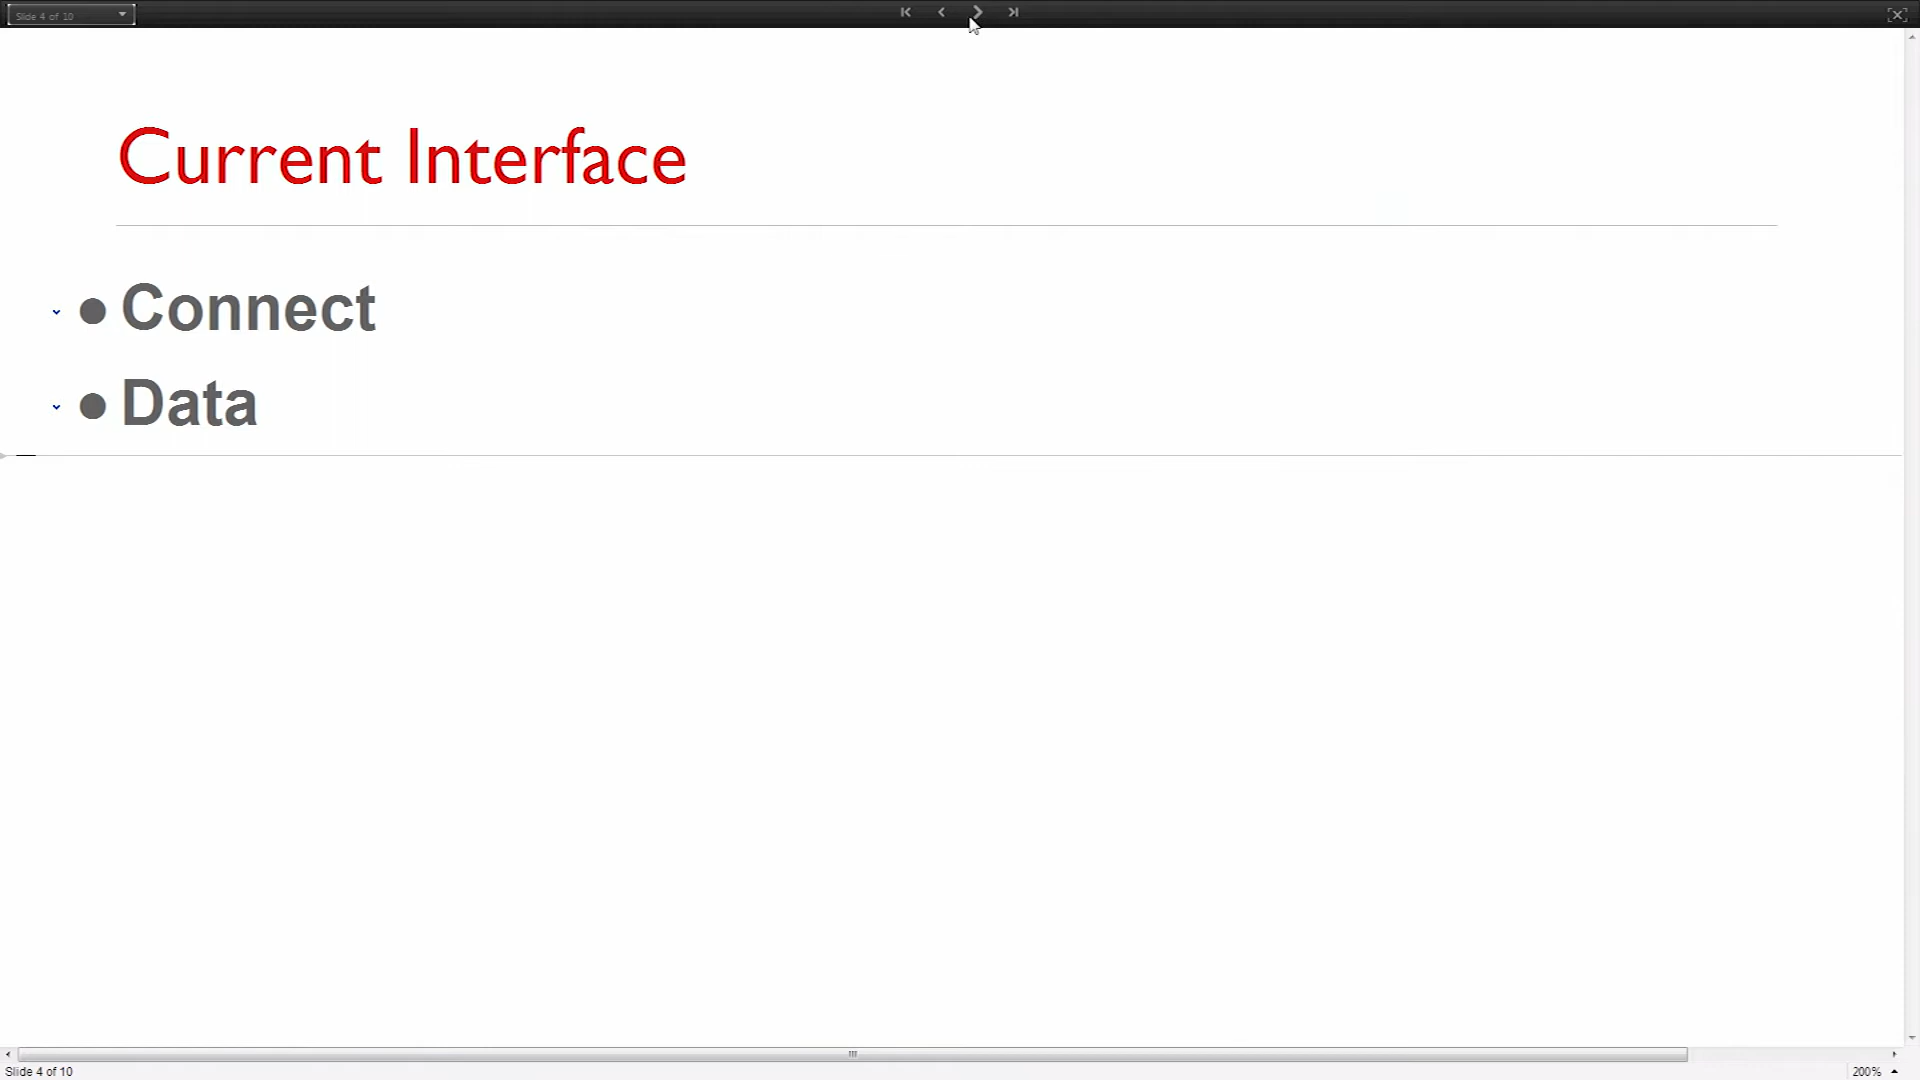 Slide 4 of 10
Current Interface
● Connect
● Data
Slide 4 of 10
200%